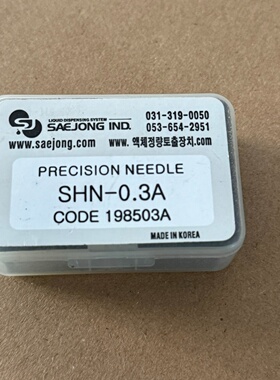 SJ
LIQUID DISPENSING SYSTEM
SAEJONG IND.
031-319-0050
053-654-2951
www.saejong.com
www.액체정량토출장치.com
PRECISION NEEDLE
SHN-0.3A
CODE 198503A
MADE IN KOREA